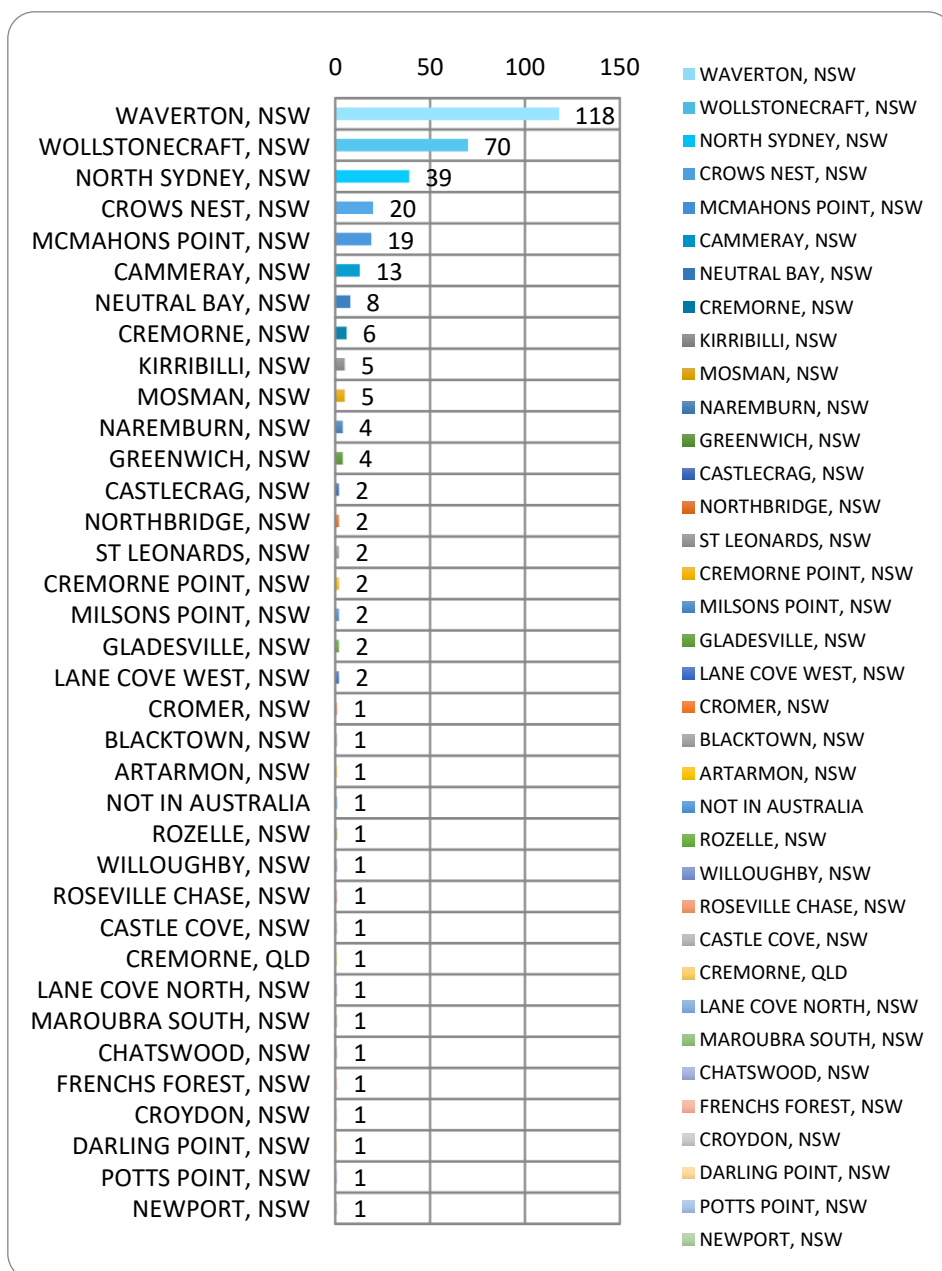 0 50 100 150
WAVERTON, NSW 118
WOLLSTONECRAFT, NSW 70
NORTH SYDNEY, NSW 39
CROWS NEST, NSW 20
MCMAHONS POINT, NSW 19
CAMMERAY, NSW 13
NEUTRAL BAY, NSW 8
CREMORNE, NSW 6
KIRRIBILLI, NSW 5
MOSMAN, NSW 5
NAREMBURN, NSW 4
GREENWICH, NSW 4
CASTLECRAG, NSW 2
NORTHBRIDGE, NSW 2
ST LEONARDS, NSW 2
CREMORNE POINT, NSW 2
MILSONS POINT, NSW 2
GLADESVILLE, NSW 2
LANE COVE WEST, NSW 2
CROMER, NSW 1
BLACKTOWN, NSW 1
ARTARMON, NSW 1
NOT IN AUSTRALIA 1
ROZELLE, NSW 1
WILLOUGHBY, NSW 1
ROSEVILLE CHASE, NSW 1
CASTLE COVE, NSW 1
CREMORNE, QLD 1
LANE COVE NORTH, NSW 1
MAROUBRA SOUTH, NSW 1
CHATSWOOD, NSW 1
FRENCHS FOREST, NSW 1
CROYDON, NSW 1
DARLING POINT, NSW 1
POTTS POINT, NSW 1
NEWPORT, NSW 1
WAVERTON, NSW
WOLLSTONECRAFT, NSW
NORTH SYDNEY, NSW
CROWS NEST, NSW
MCMAHONS POINT, NSW
CAMMERAY, NSW
NEUTRAL BAY, NSW
CREMORNE, NSW
KIRRIBILLI, NSW
MOSMAN, NSW
NAREMBURN, NSW
GREENWICH, NSW
CASTLECRAG, NSW
NORTHBRIDGE, NSW
ST LEONARDS, NSW
CREMORNE POINT, NSW
MILSONS POINT, NSW
GLADESVILLE, NSW
LANE COVE WEST, NSW
CROMER, NSW
BLACKTOWN, NSW
ARTARMON, NSW
NOT IN AUSTRALIA
ROZELLE, NSW
WILLOUGHBY, NSW
ROSEVILLE CHASE, NSW
CASTLE COVE, NSW
CREMORNE, QLD
LANE COVE NORTH, NSW
MAROUBRA SOUTH, NSW
CHATSWOOD, NSW
FRENCHS FOREST, NSW
CROYDON, NSW
DARLING POINT, NSW
POTTS POINT, NSW
NEWPORT, NSW